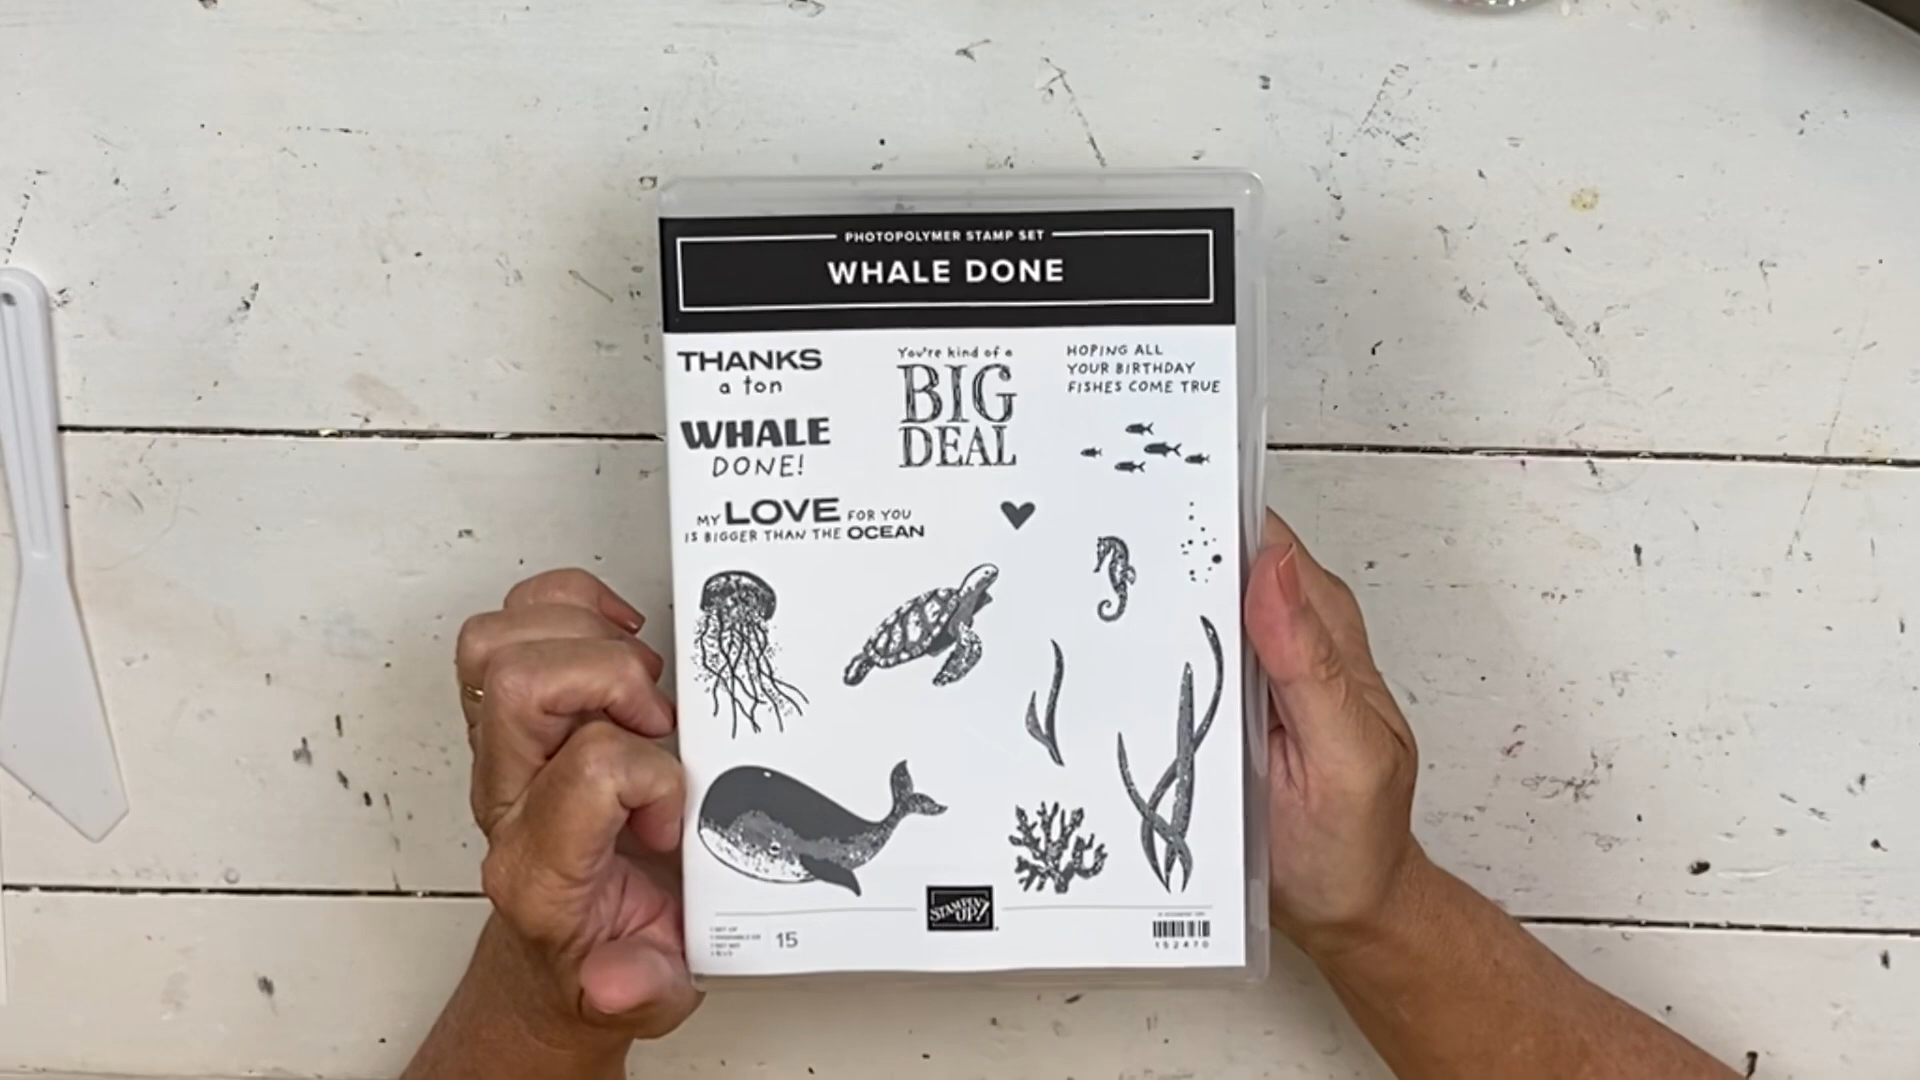 PHOTOPOLYMER STAMP SET
WHALE DONE
THANKS
a ton
You're kind of a
BIG
DEAL
HOPING ALL
YOUR BIRTHDAY
FISHES COME TRUE
WHALE
DONE!
MY LOVE FOR YOU
IS BIGGER THAN THE OCEAN
STAMPIN'
UP!
15
152470